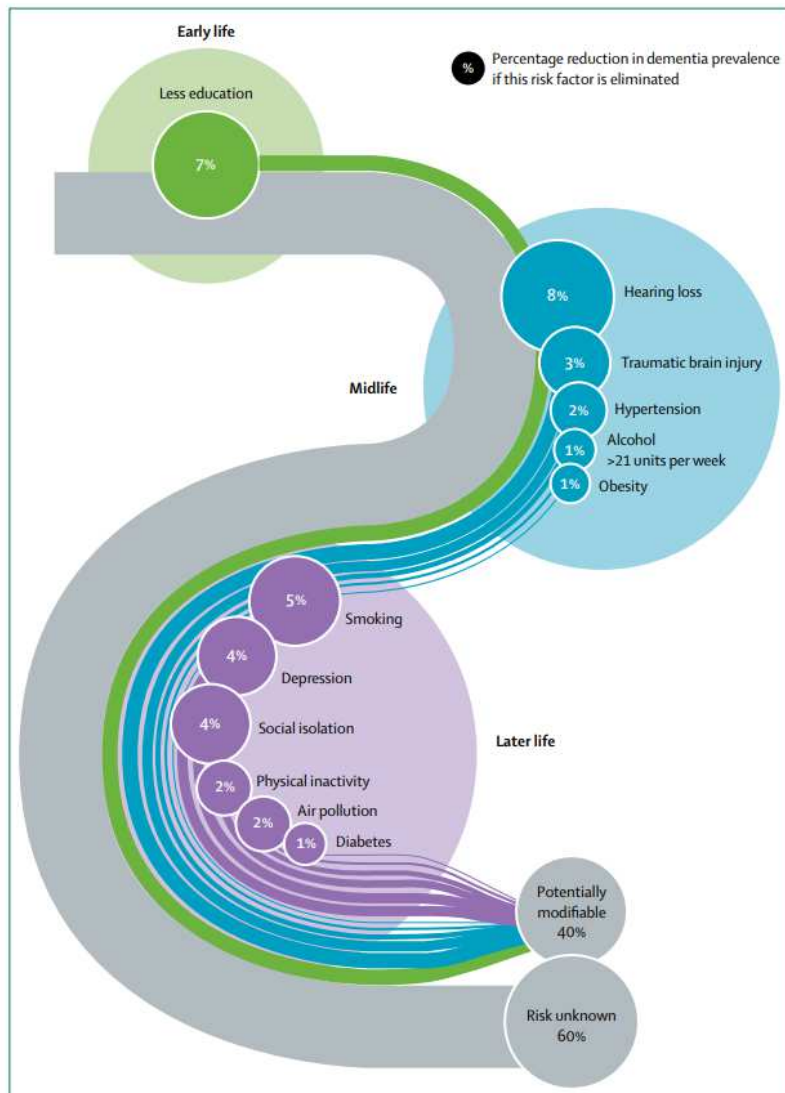 Early life
%
Percentage reduction in dementia prevalence
if this risk factor is eliminated
Less education
7%
8%
Hearing loss
3%
Traumatic brain injury
Midlife
2%
Hypertension
1%
Alcohol
>21 units per week
1%
Obesity
5%
Smoking
4%
Depression
4%
Social isolation
Later life
2%
Physical inactivity
2%
Air pollution
1%
Diabetes
Potentially
modifiable
40%
Risk unknown
60%